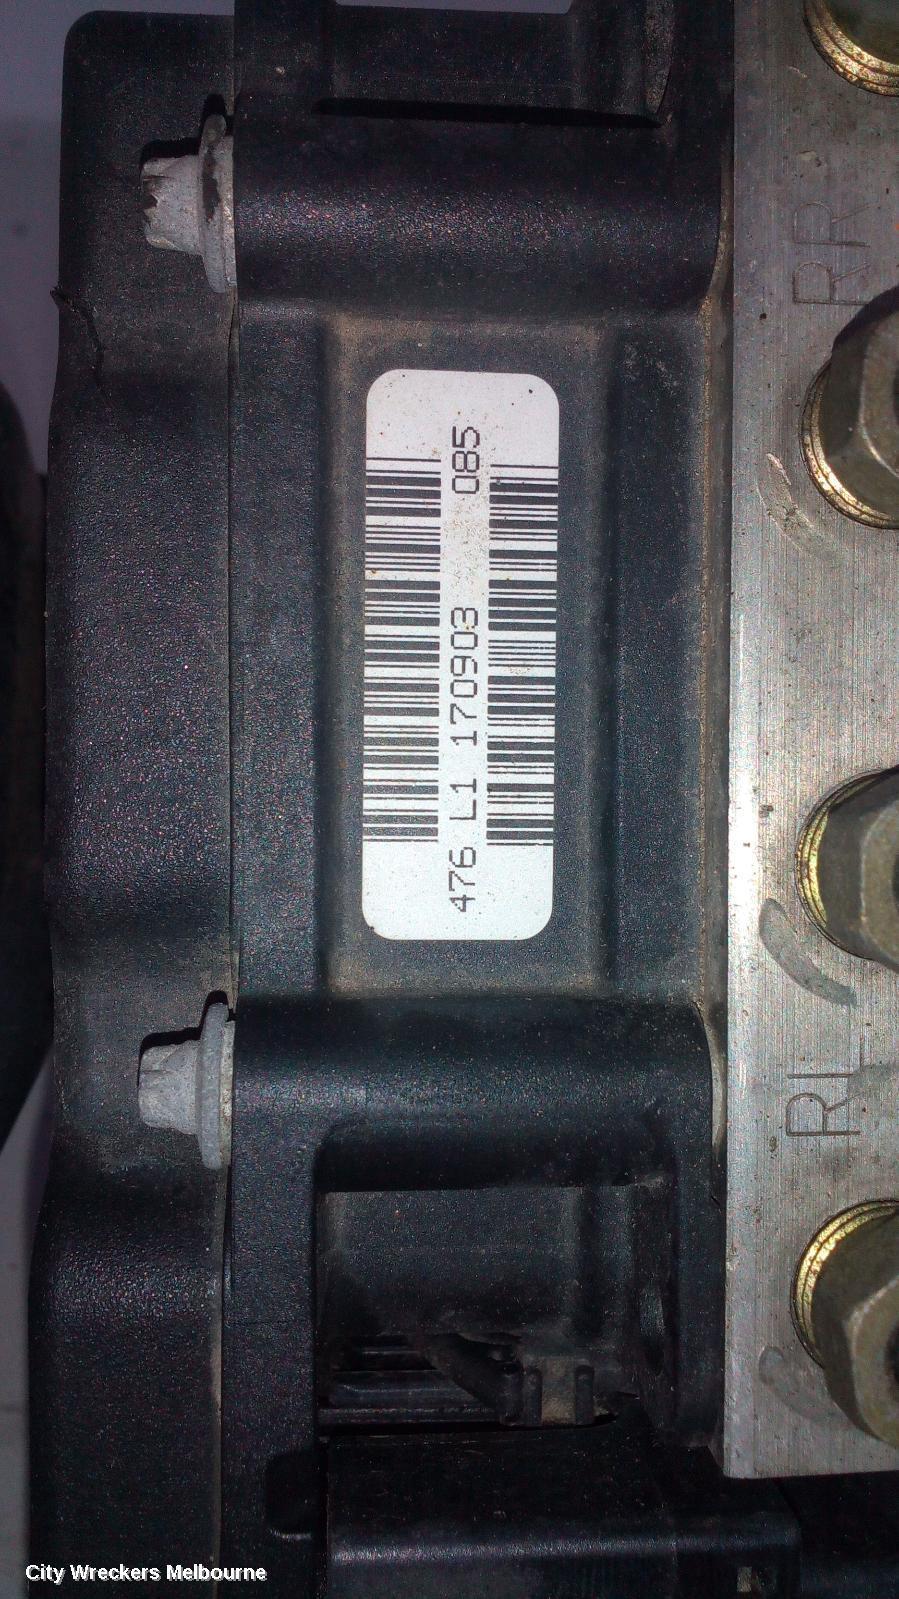 476 L1 170903 085
RR
RL
City Wreckers Melbourne